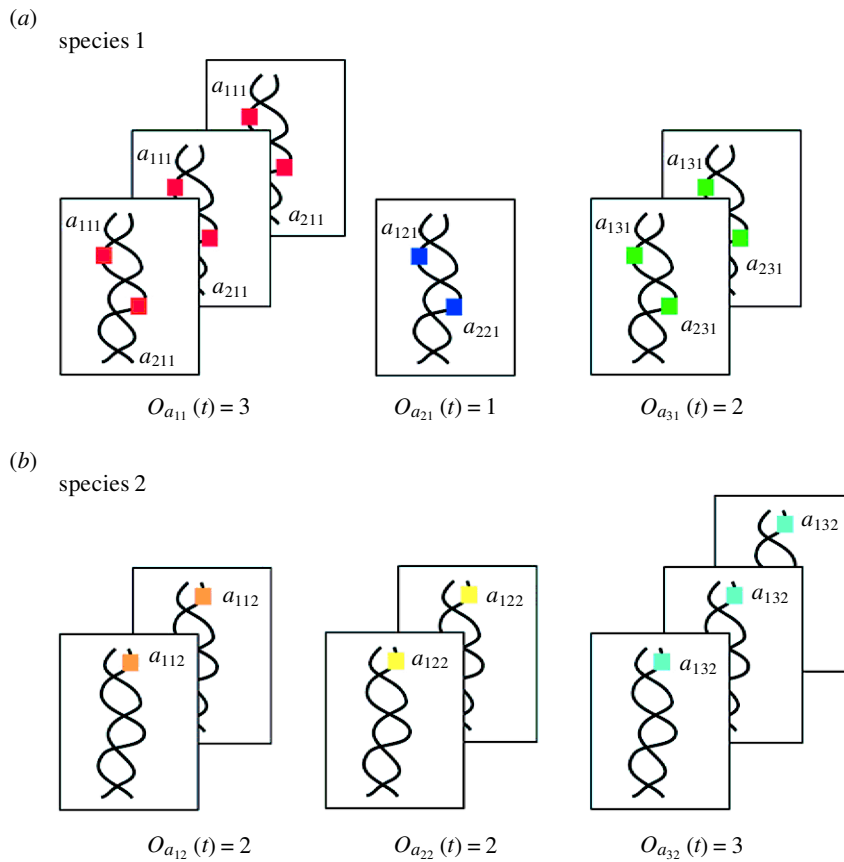 (a)
species 1
a₁₁₁
a₁₁₁
a₁₃₁
a₂₁₁
a₁₁₁
a₁₂₁
a₁₃₁
a₂₃₁
a₂₁₁
a₂₂₁
a₂₃₁
a₂₁₁
Oₐ₁₁ (t) = 3
Oₐ₂₁ (t) = 1
Oₐ₃₁ (t) = 2
(b)
species 2
a₁₃₂
a₁₁₂
a₁₂₂
a₁₃₂
a₁₁₂
a₁₂₂
a₁₃₂
Oₐ₁₂ (t) = 2
Oₐ₂₂ (t) = 2
Oₐ₃₂ (t) = 3